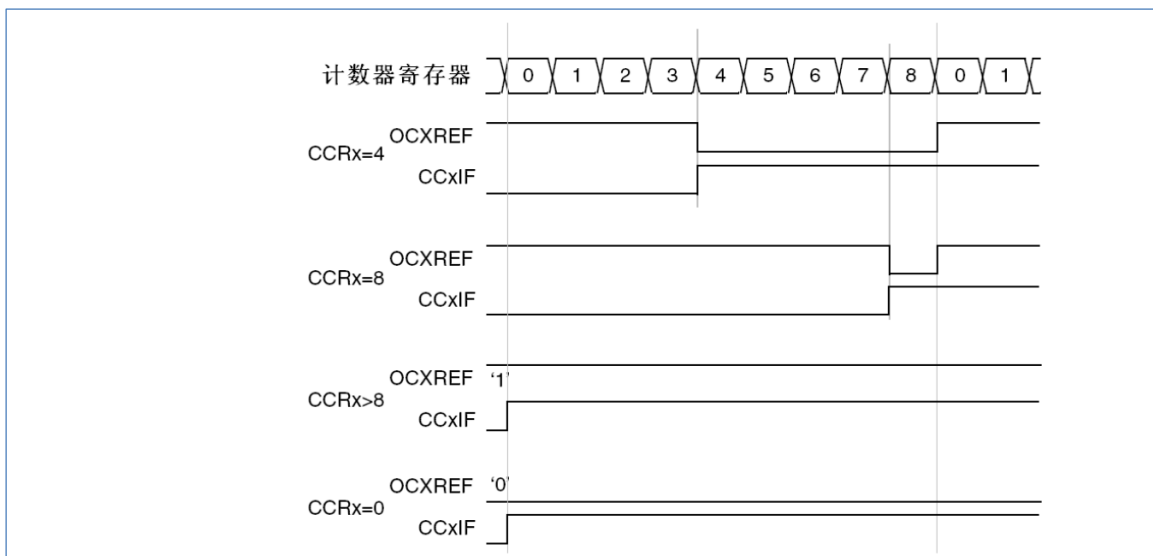 计数器寄存器 0 1 2 3 4 5 6 7 8 0 1
OCXREF
CCRx=4
CCxIF
OCXREF
CCRx=8
CCxIF
OCXREF '1'
CCRx>8
CCxIF
OCXREF '0'
CCRx=0
CCxIF